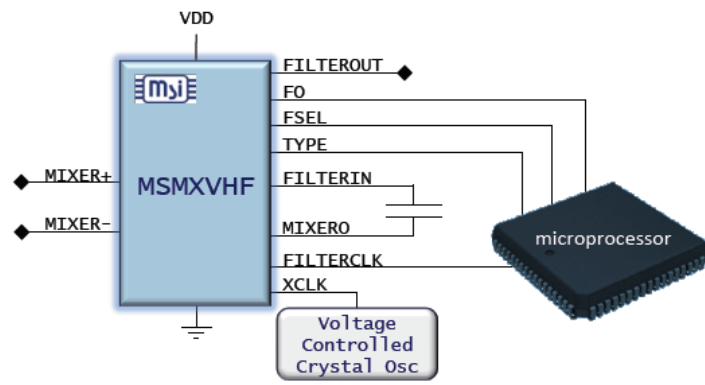 VDD
FILTEROUT
msi
FO
FSEL
TYPE
MIXER+
MSMXVHF
FILTERIN
MIXER-
MIXERO
microprocessor
FILTERCLK
XCLK
Voltage
Controlled
Crystal Osc